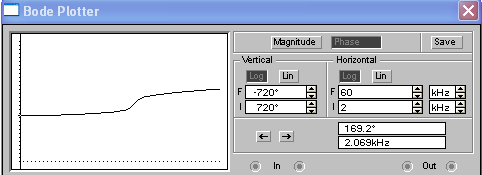 Bode Plotter
Magnitude Phase Save
Vertical Horizontal
Log Lin Log Lin
F -720° F 60 kHz
I 720° I 2 kHz
← → 169.2°
2.069kHz
In Out